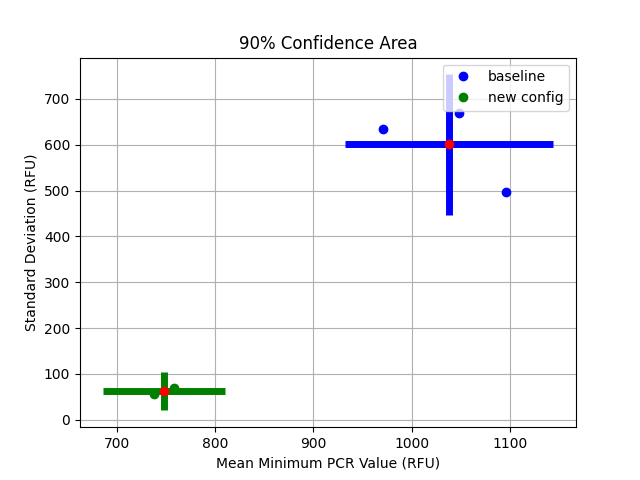 90% Confidence Area
baseline
new config
700
600
500
400
300
200
100
0
Standard Deviation (RFU)
700
800
900
1000
1100
Mean Minimum PCR Value (RFU)